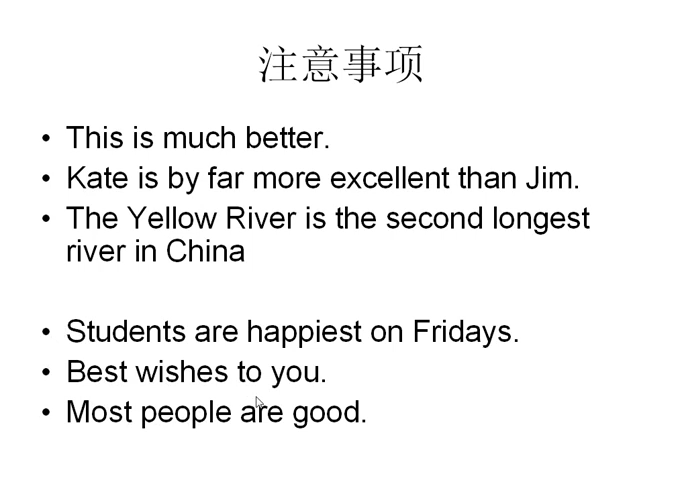 注意事项
• This is much better.
• Kate is by far more excellent than Jim.
• The Yellow River is the second longest
river in China
• Students are happiest on Fridays.
• Best wishes to you.
• Most people are good.